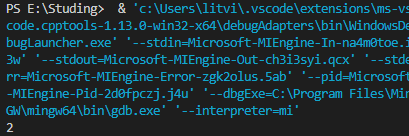 PS E:\Studing>  & 'c:\Users\litvi\.vscode\extensions\ms-vs
code.cpptools-1.13.0-win32-x64\debugAdapters\bin\WindowsDe
bugLauncher.exe' '--stdin=Microsoft-MIEngine-In-na4m0toe.i
3w' '--stdout=Microsoft-MIEngine-Out-ch3i3syi.qcx' '--stde
rr=Microsoft-MIEngine-Error-zgk2olus.5ab' '--pid=Microsoft
-MIEngine-Pid-2d0fpczj.j4u' '--dbgExe=C:\Program Files\Min
GW\mingw64\bin\gdb.exe' '--interpreter=mi'
2